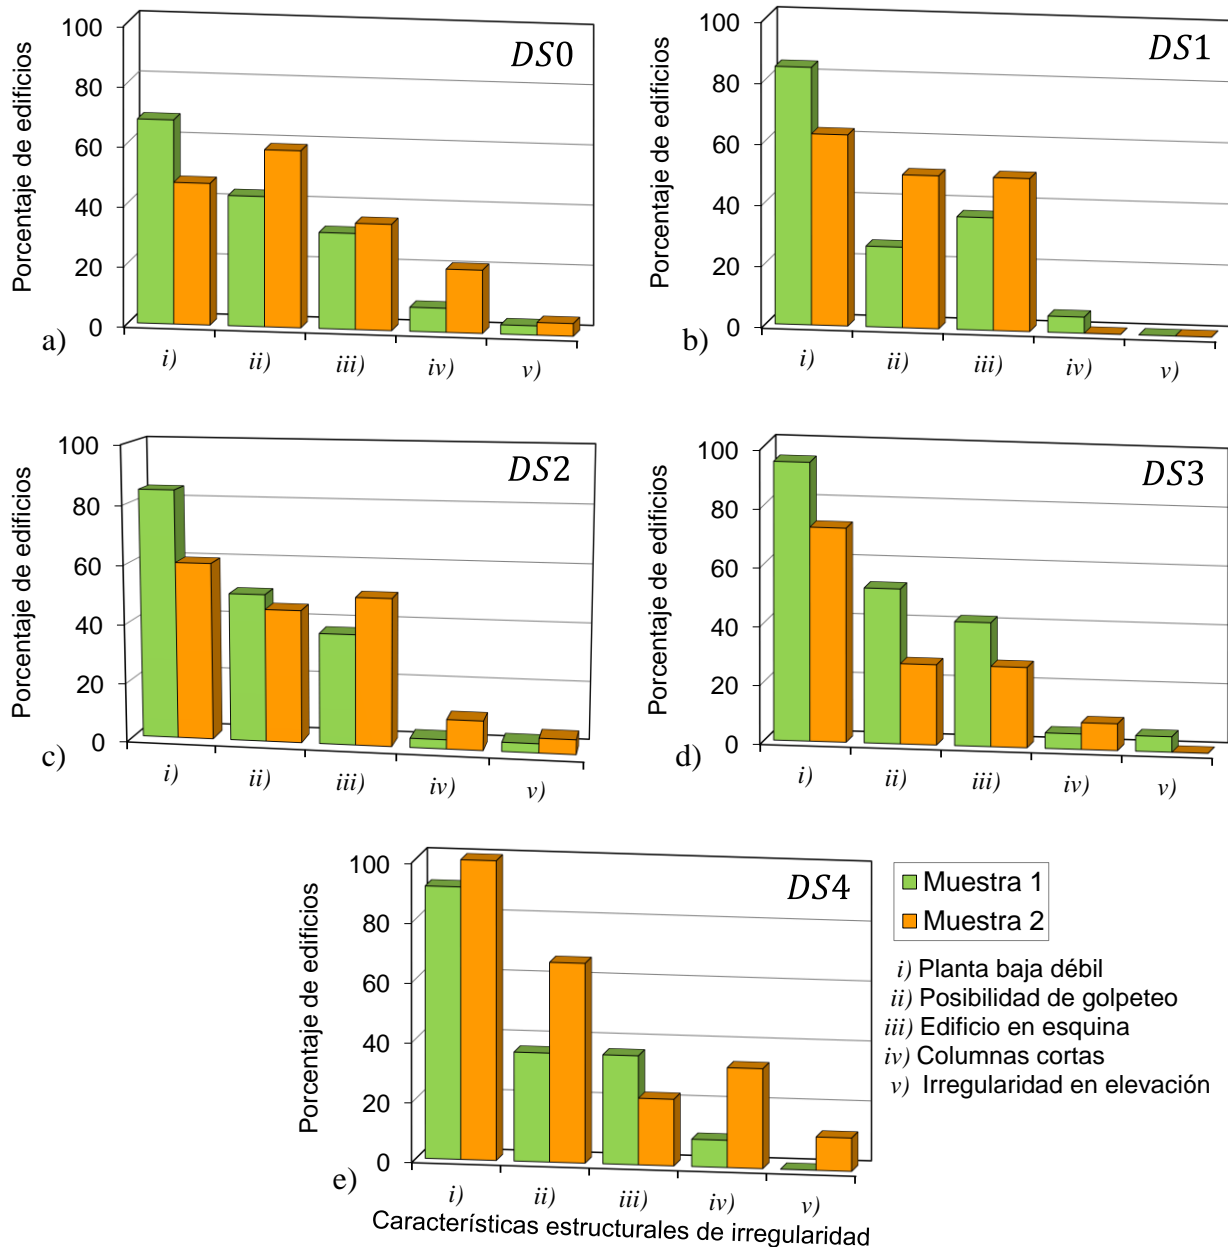 Porcentaje de edificios
100
80
60
40
20
0
DS0
i) ii) iii) iv) v)
a)
Porcentaje de edificios
100
80
60
40
20
0
DS1
i) ii) iii) iv) v)
b)
Porcentaje de edificios
100
80
60
40
20
0
DS2
i) ii) iii) iv) v)
c)
Porcentaje de edificios
100
80
60
40
20
0
DS3
i) ii) iii) iv) v)
d)
Porcentaje de edificios
100
80
60
40
20
0
DS4
i) ii) iii) iv) v)
e)
Características estructurales de irregularidad
Muestra 1
Muestra 2
i) Planta baja débil
ii) Posibilidad de golpeteo
iii) Edificio en esquina
iv) Columnas cortas
v) Irregularidad en elevación